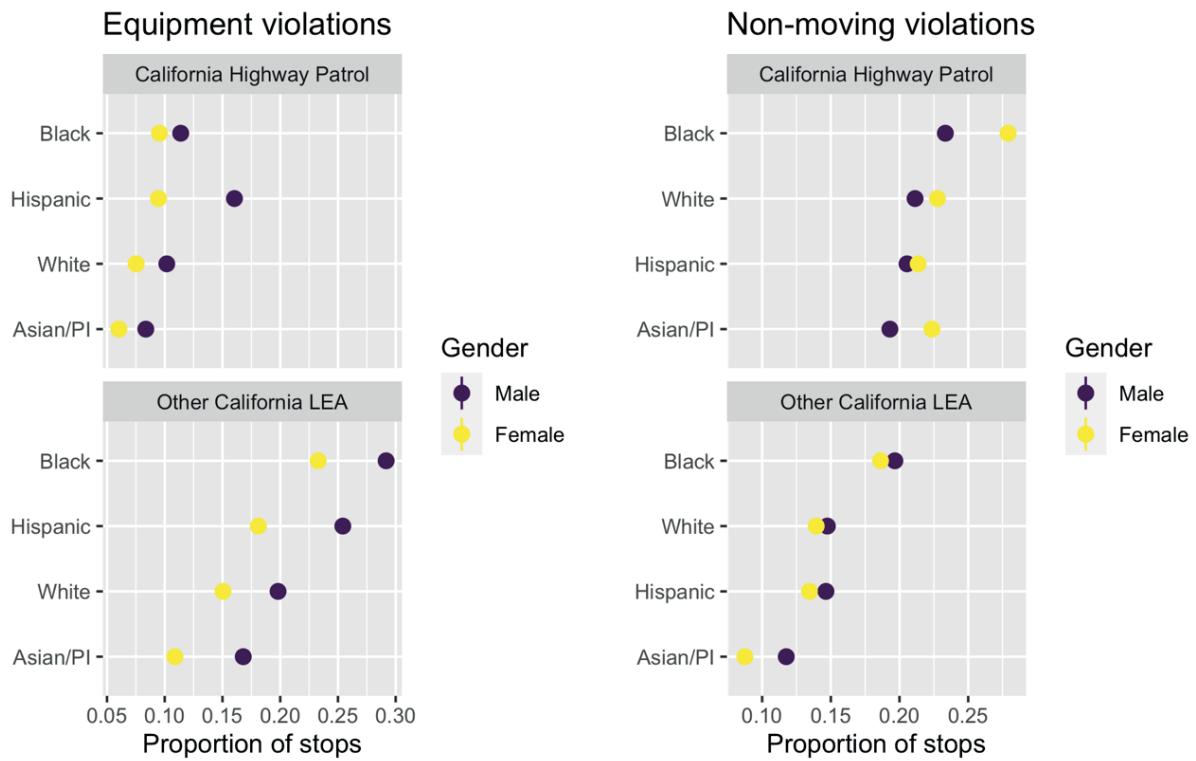 Equipment violations
California Highway Patrol
Black
Hispanic
White
Asian/PI
Other California LEA
Black
Hispanic
White
Asian/PI
0.05 0.10 0.15 0.20 0.25 0.30
Proportion of stops
Gender
Male
Female
Non-moving violations
California Highway Patrol
Black
White
Hispanic
Asian/PI
Other California LEA
Black
White
Hispanic
Asian/PI
0.10 0.15 0.20 0.25
Proportion of stops
Gender
Male
Female